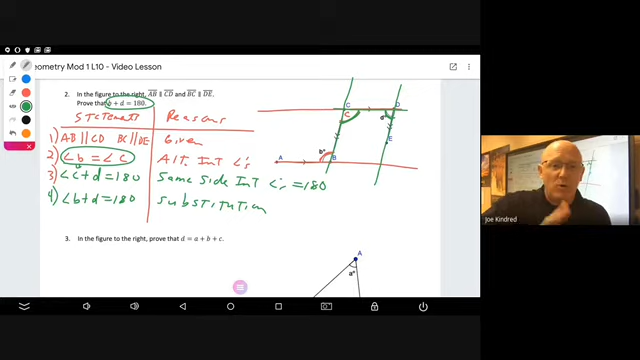 eometry Mod 1 L10 - Video Lesson
2. In the figure to the right, AB ∥ CD and BC ∥ DE.
Prove that b + d = 180.
Statements Reasons
1) AB||CD BC||DE Given
2) ∠b = ∠c Alt. Int ∠'s
3) ∠c + d = 180 Same Side Int ∠'s = 180
4) ∠b + d = 180 Substitution
C D
c d°
E
b°
A B
3. In the figure to the right, prove that d = a + b + c.
A
a°
Joe Kindred